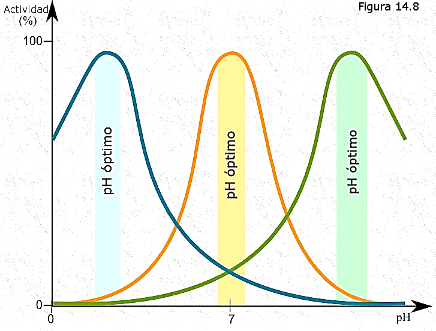 Figura 14.8
Actividad
(%)
100
pH óptimo
pH óptimo
pH óptimo
0
0
7
pH